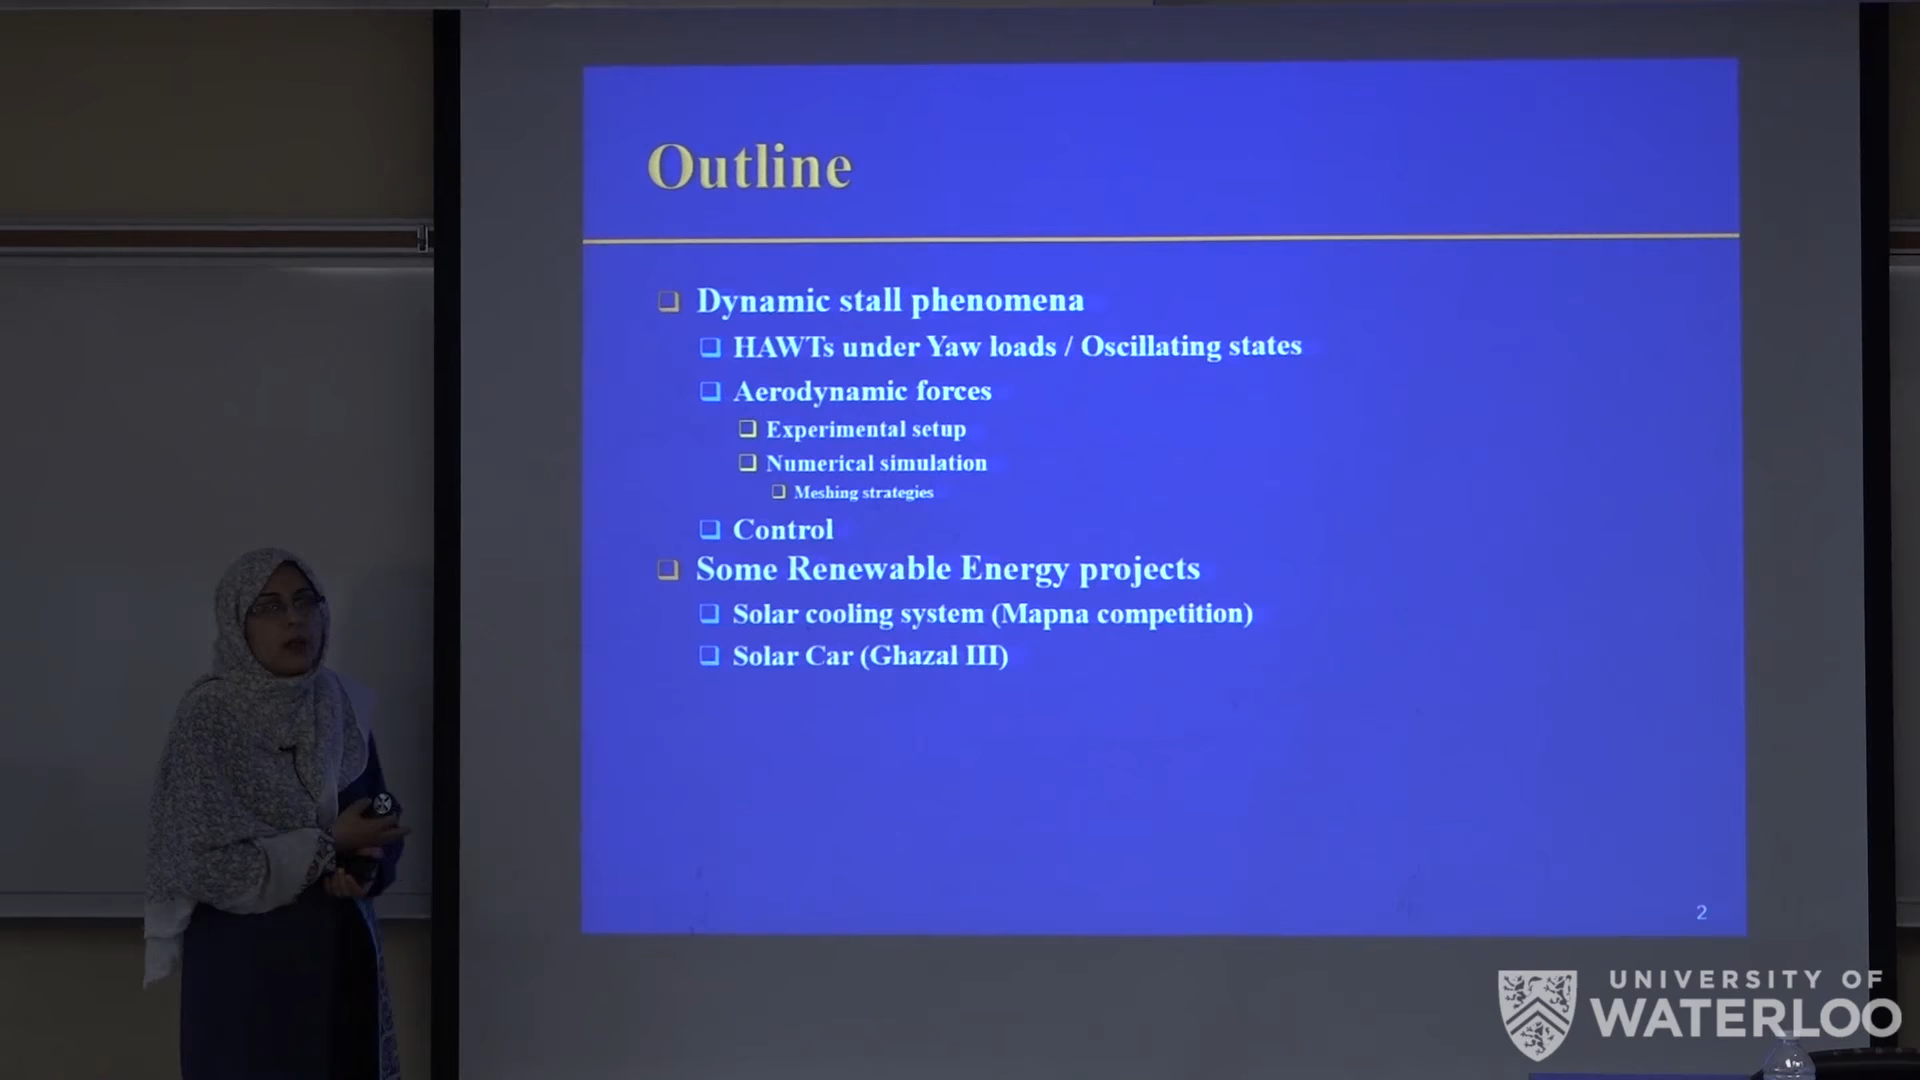 Outline
Dynamic stall phenomena
HAWTs under Yaw loads / Oscillating states
Aerodynamic forces
Experimental setup
Numerical simulation
Meshing strategies
Control
Some Renewable Energy projects
Solar cooling system (Mapna competition)
Solar Car (Ghazal III)
2
UNIVERSITY OF
WATERLOO